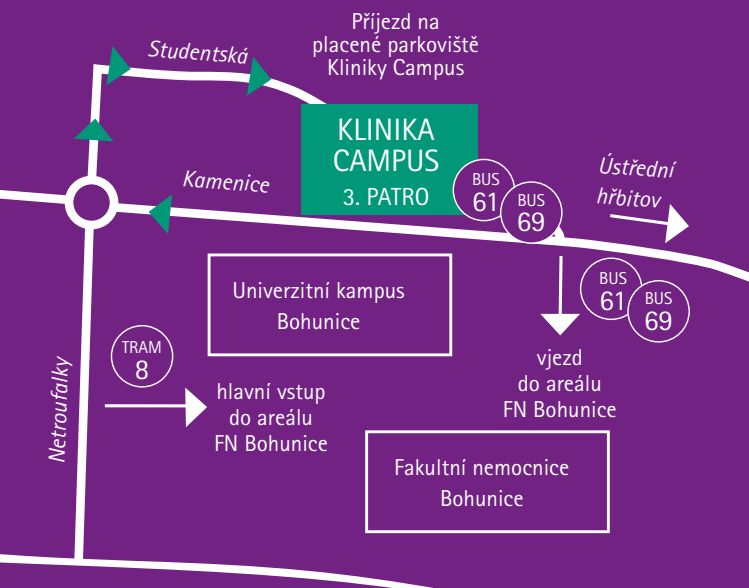 Příjezd na
placené parkoviště
Kliniky Campus
Studentská
KLINIKA
CAMPUS
3. PATRO
Kamenice
BUS
61
BUS
69
Ústřední
hřbitov
Univerzitní kampus
Bohunice
BUS
61
BUS
69
TRAM
8
Netroufalky
hlavní vstup
do areálu
FN Bohunice
vjezd
do areálu
FN Bohunice
Fakultní nemocnice
Bohunice